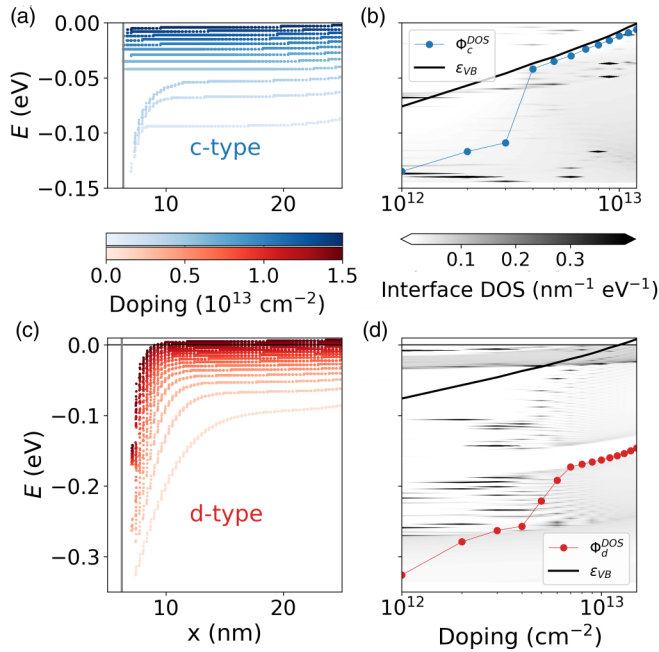 (a)
(b)
0.00
−0.05
−0.10
−0.15
E (eV)
c-type
10
20
Φ_c^DOS
ε_VB
10^12
10^13
0.0
0.5
1.0
1.5
Doping (10^13 cm^−2)
0.1
0.2
0.3
Interface DOS (nm^−1 eV^−1)
(c)
(d)
0.0
−0.1
−0.2
−0.3
E (eV)
d-type
10
20
x (nm)
Φ_d^DOS
ε_VB
10^12
10^13
Doping (cm^−2)